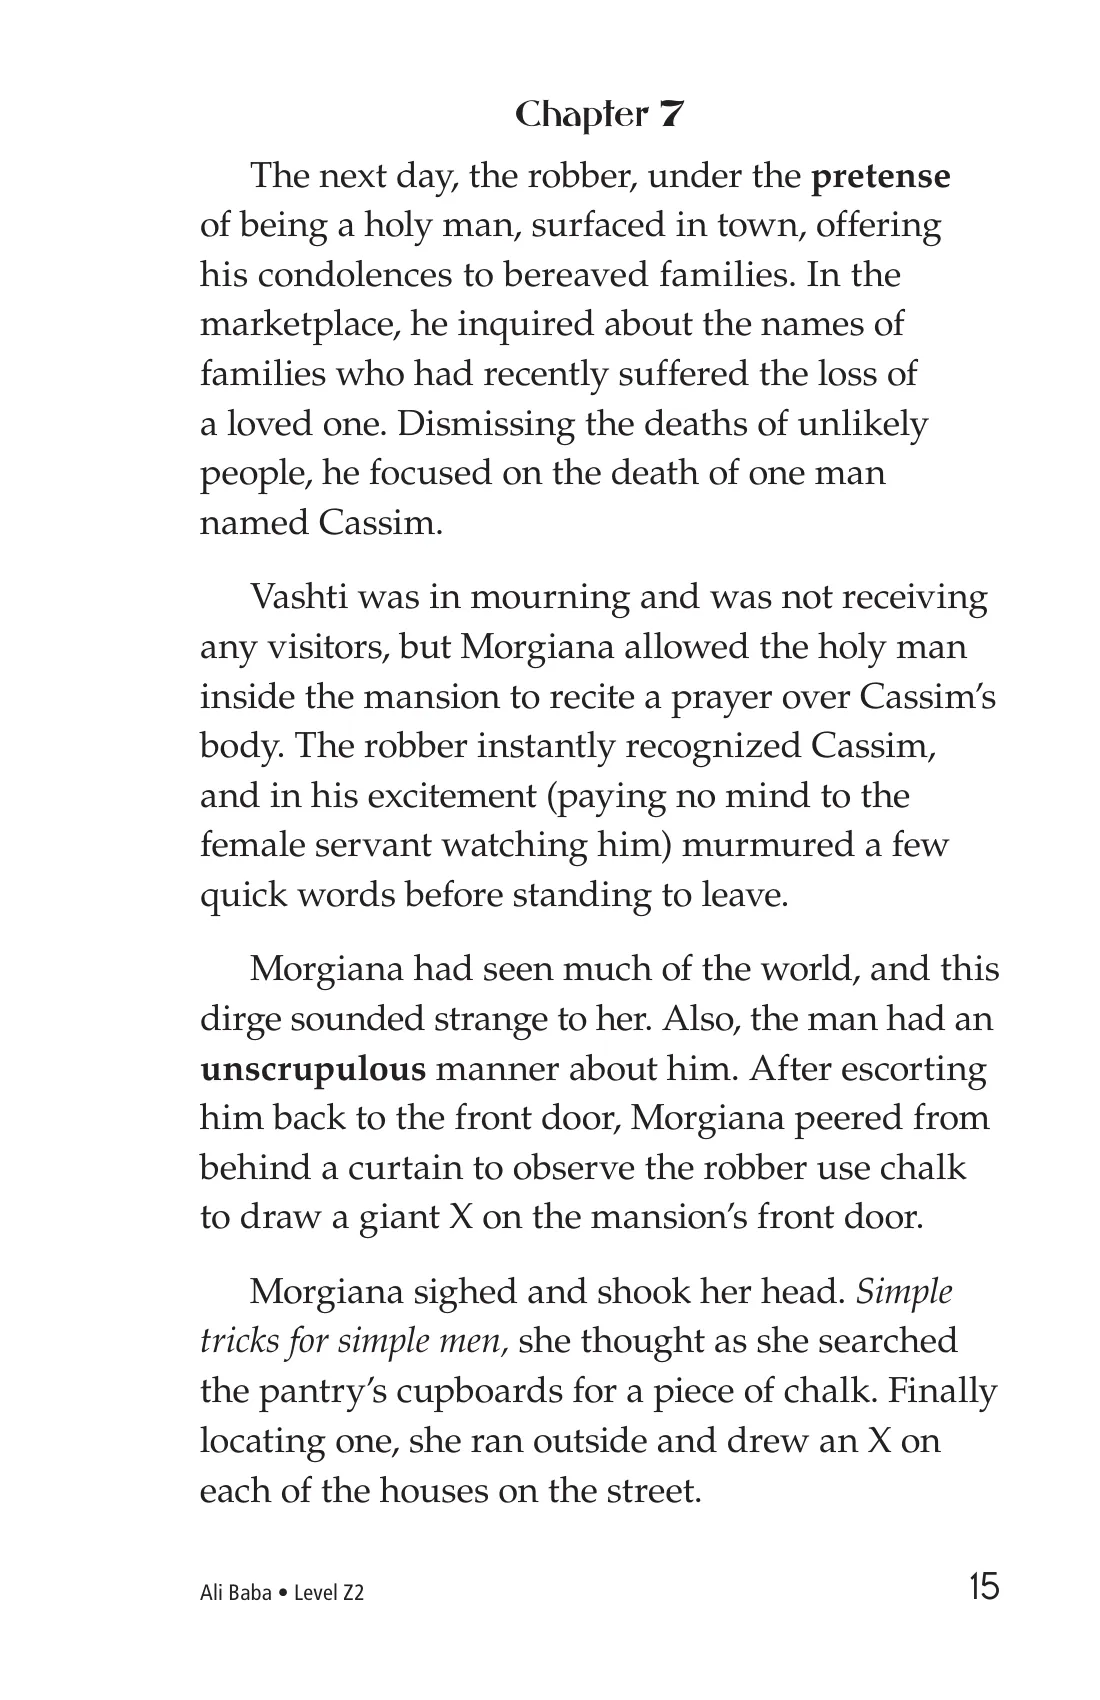 Chapter 7
The next day, the robber, under the pretense
of being a holy man, surfaced in town, offering
his condolences to bereaved families. In the
marketplace, he inquired about the names of
families who had recently suffered the loss of
a loved one. Dismissing the deaths of unlikely
people, he focused on the death of one man
named Cassim.
Vashti was in mourning and was not receiving
any visitors, but Morgiana allowed the holy man
inside the mansion to recite a prayer over Cassim’s
body. The robber instantly recognized Cassim,
and in his excitement (paying no mind to the
female servant watching him) murmured a few
quick words before standing to leave.
Morgiana had seen much of the world, and this
dirge sounded strange to her. Also, the man had an
unscrupulous manner about him. After escorting
him back to the front door, Morgiana peered from
behind a curtain to observe the robber use chalk
to draw a giant X on the mansion’s front door.
Morgiana sighed and shook her head. Simple
tricks for simple men, she thought as she searched
the pantry’s cupboards for a piece of chalk. Finally
locating one, she ran outside and drew an X on
each of the houses on the street.
Ali Baba • Level Z2
15